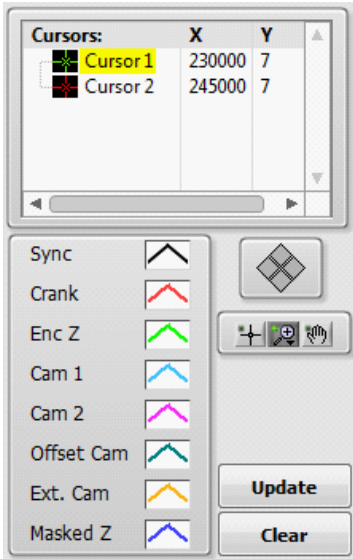 Cursors: X Y
Cursor 1 230000 7
Cursor 2 245000 7
Sync
Crank
Enc Z
Cam 1
Cam 2
Offset Cam
Ext. Cam
Masked Z
Update
Clear